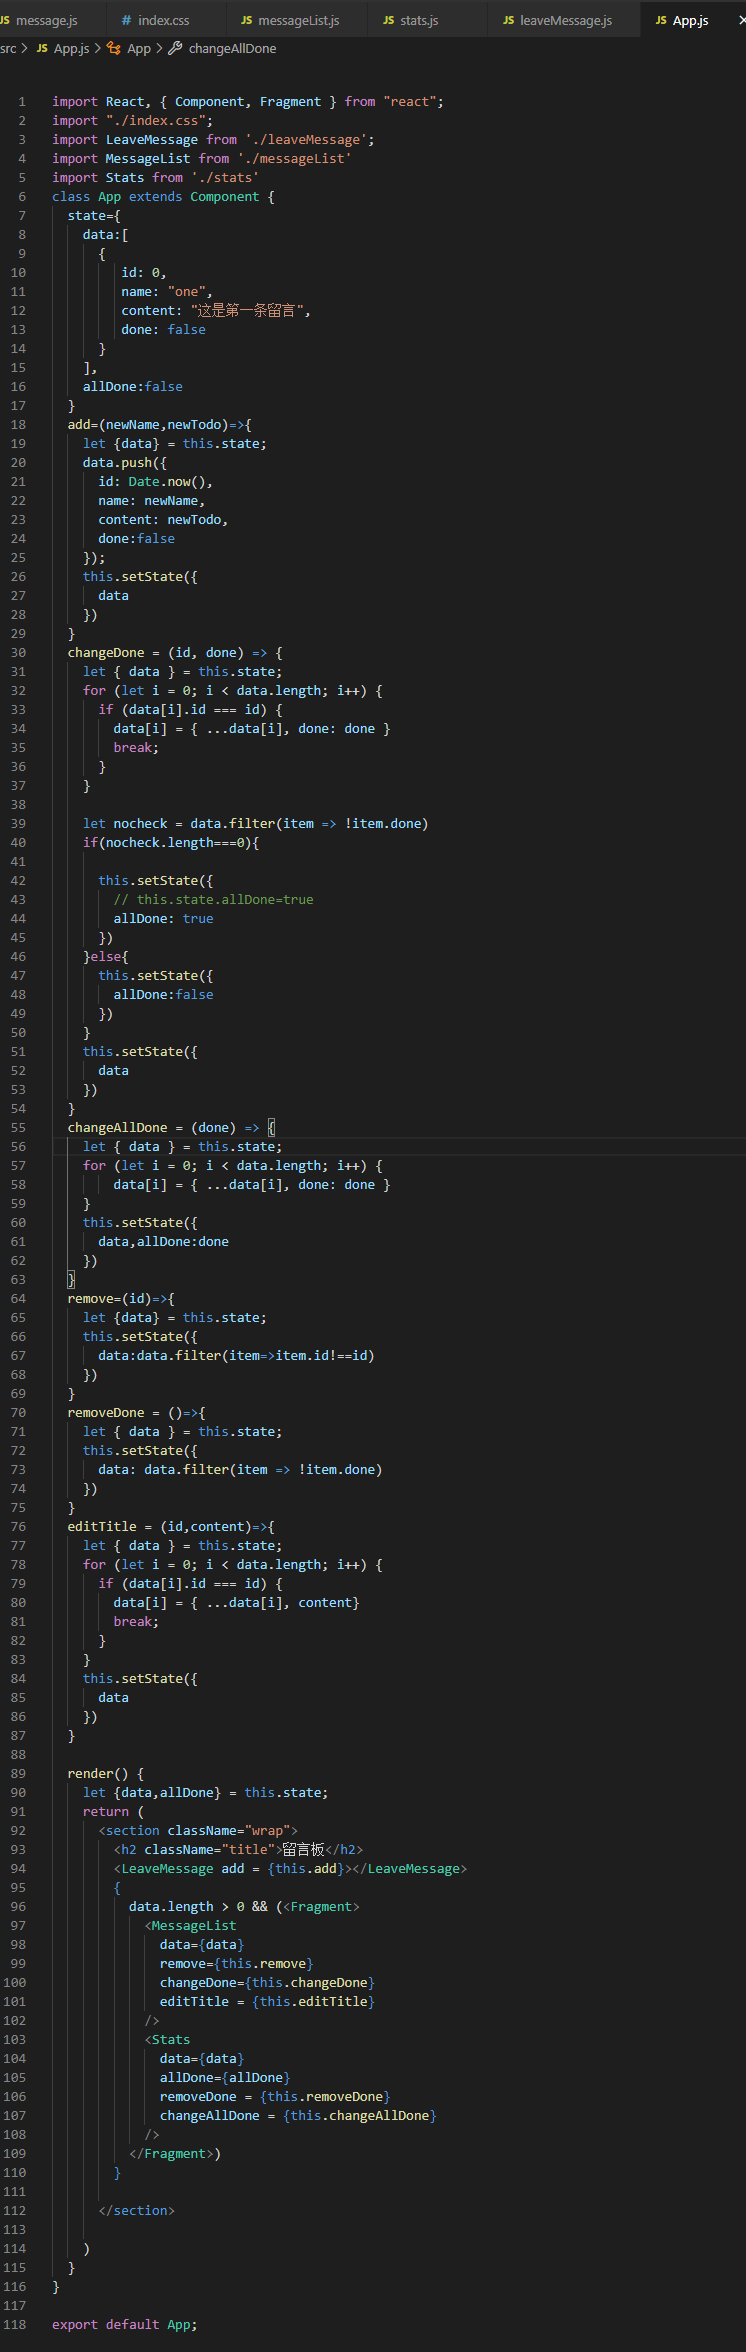 JS message.js # index.css JS messageList.js JS stats.js JS leaveMessage.js JS App.js ×
src > JS App.js > App > changeAllDone
1 import React, { Component, Fragment } from "react";
2 import "./index.css";
3 import LeaveMessage from './leaveMessage';
4 import MessageList from './messageList'
5 import Stats from './stats'
6 class App extends Component {
7 state={
8 data:[
9 {
10 id: 0,
11 name: "one",
12 content: "这是第一条留言",
13 done: false
14 }
15 ],
16 allDone:false
17 }
18 add=(newName,newTodo)=>{
19 let {data} = this.state;
20 data.push({
21 id: Date.now(),
22 name: newName,
23 content: newTodo,
24 done:false
25 });
26 this.setState({
27 data
28 })
29 }
30 changeDone = (id, done) => {
31 let { data } = this.state;
32 for (let i = 0; i < data.length; i++) {
33 if (data[i].id === id) {
34 data[i] = { ...data[i], done: done }
35 break;
36 }
37 }
38
39 let nocheck = data.filter(item => !item.done)
40 if(nocheck.length===0){
41
42 this.setState({
43 // this.state.allDone=true
44 allDone: true
45 })
46 }else{
47 this.setState({
48 allDone:false
49 })
50 }
51 this.setState({
52 data
53 })
54 }
55 changeAllDone = (done) => {
56 let { data } = this.state;
57 for (let i = 0; i < data.length; i++) {
58 data[i] = { ...data[i], done: done }
59 }
60 this.setState({
61 data,allDone:done
62 })
63 }
64 remove=(id)=>{
65 let {data} = this.state;
66 this.setState({
67 data:data.filter(item=>item.id!==id)
68 })
69 }
70 removeDone = ()=>{
71 let { data } = this.state;
72 this.setState({
73 data: data.filter(item => !item.done)
74 })
75 }
76 editTitle = (id,content)=>{
77 let { data } = this.state;
78 for (let i = 0; i < data.length; i++) {
79 if (data[i].id === id) {
80 data[i] = { ...data[i], content}
81 break;
82 }
83 }
84 this.setState({
85 data
86 })
87 }
88
89 render() {
90 let {data,allDone} = this.state;
91 return (
92 <section className="wrap">
93 <h2 className="title">留言板</h2>
94 <LeaveMessage add = {this.add}></LeaveMessage>
95 {
96 data.length > 0 && (<Fragment>
97 <MessageList
98 data={data}
99 remove={this.remove}
100 changeDone={this.changeDone}
101 editTitle = {this.editTitle}
102 />
103 <Stats
104 data={data}
105 allDone={allDone}
106 removeDone = {this.removeDone}
107 changeAllDone = {this.changeAllDone}
108 />
109 </Fragment>)
110 }
111
112 </section>
113
114 )
115 }
116 }
117
118 export default App;